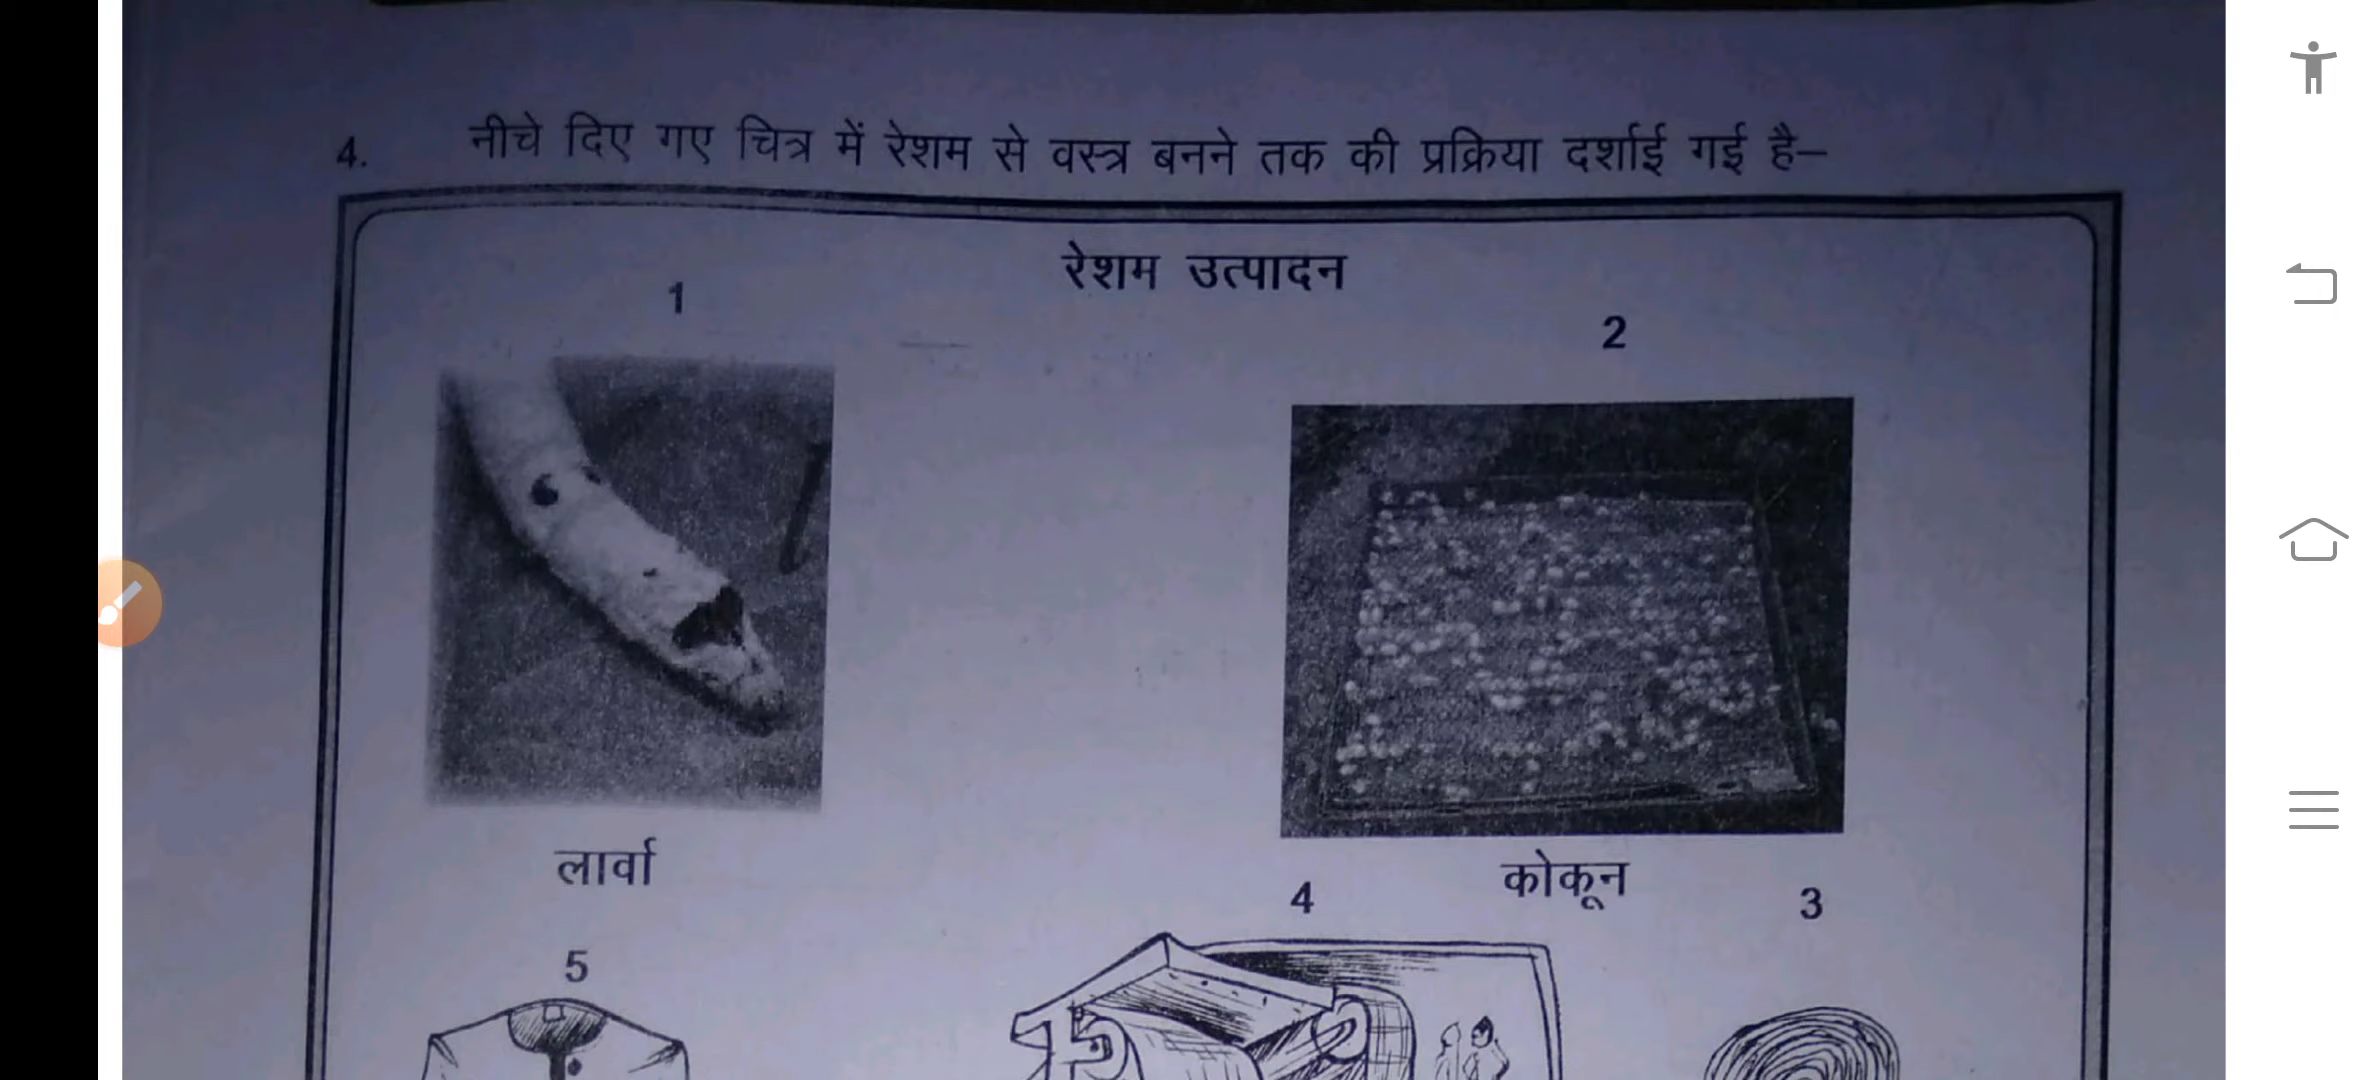 4. नीचे दिए गए चित्र में रेशम से वस्त्र बनने तक की प्रक्रिया दर्शाई गई है–
रेशम उत्पादन
1
2
लार्वा
कोकून
4
3
5